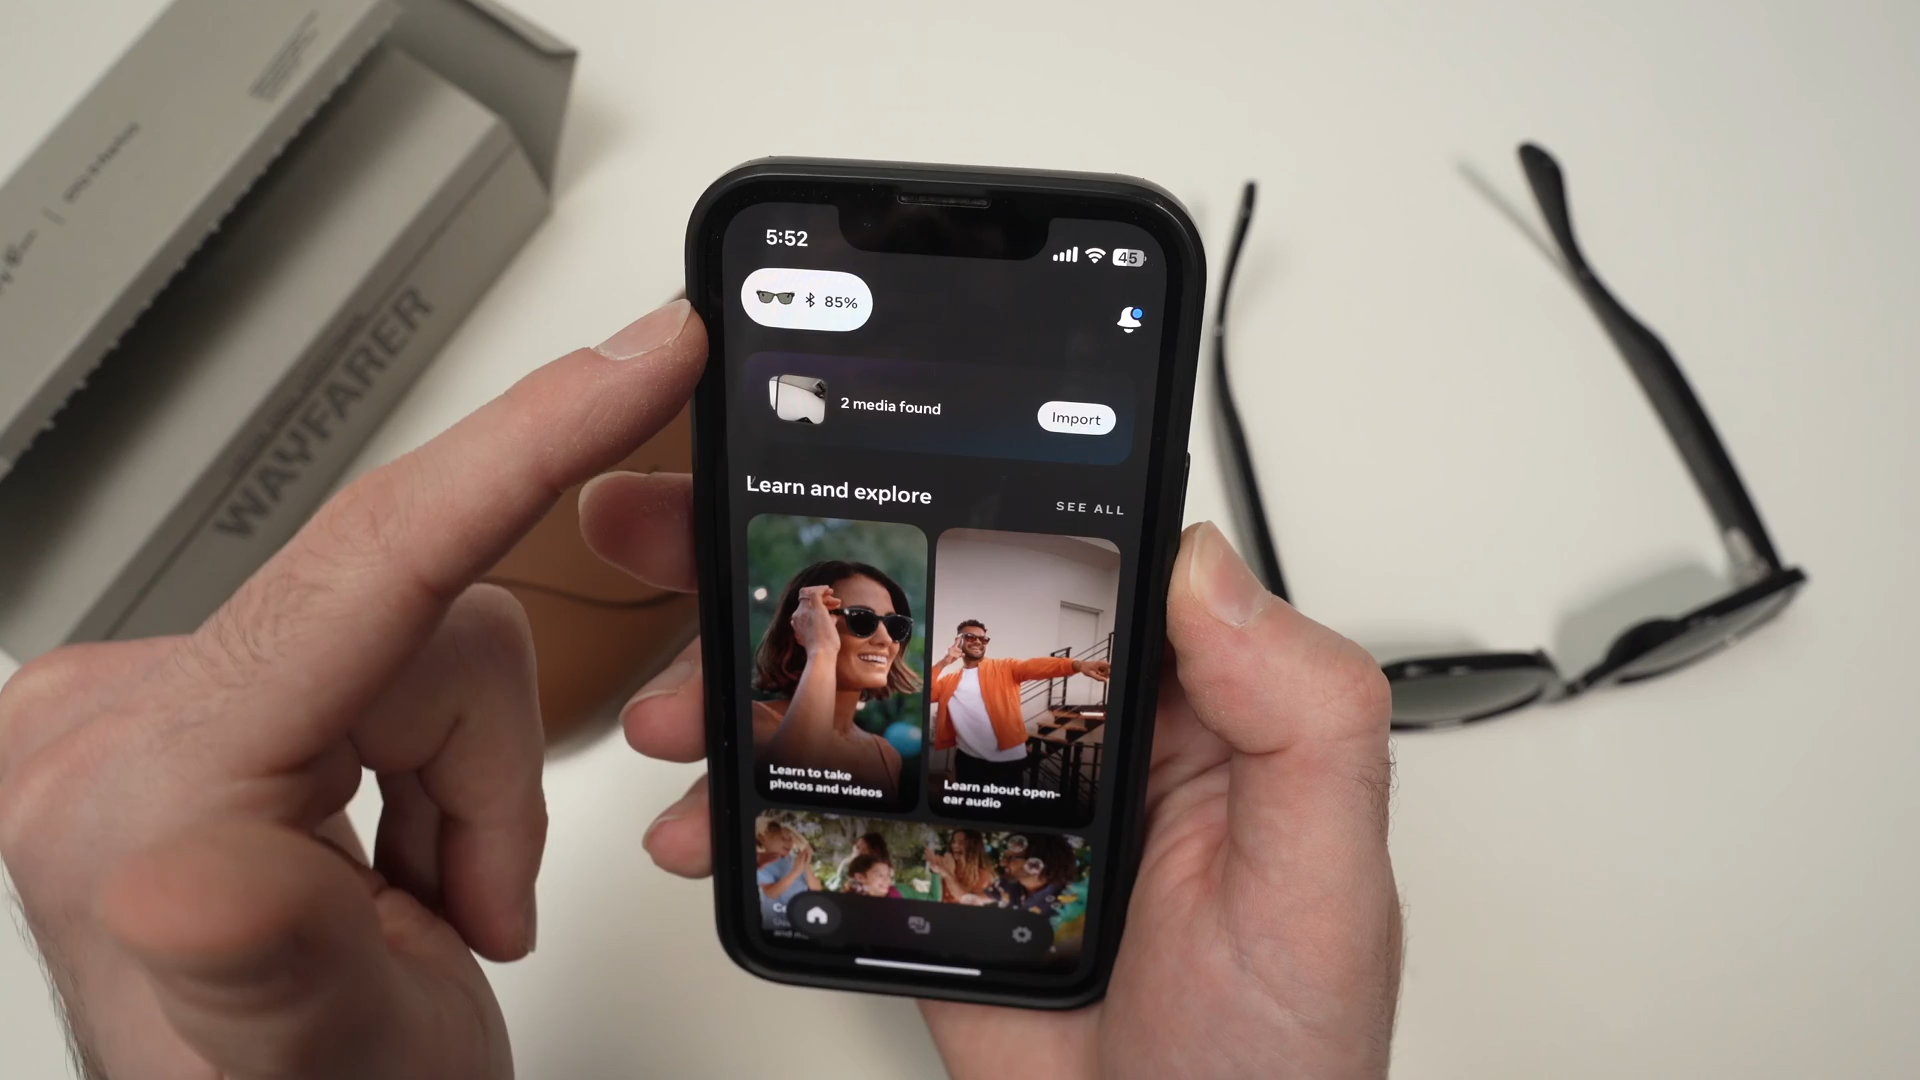 WAYFARER
5:52
45
85%
2 media found
Import
Learn and explore
SEE ALL
Learn to take
photos and videos
Learn about open-
ear audio